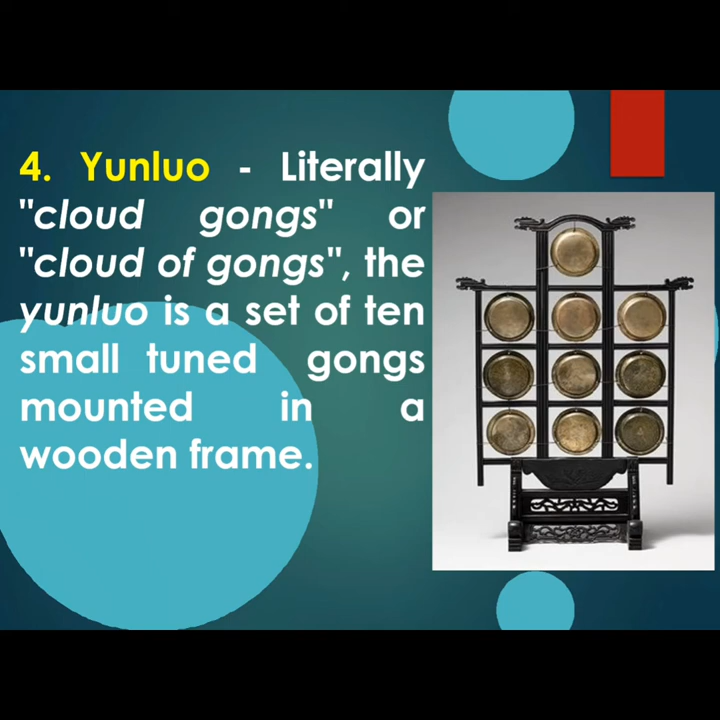 4. Yunluo - Literally
"cloud gongs" or
"cloud of gongs", the
yunluo is a set of ten
small tuned gongs
mounted in a
wooden frame.